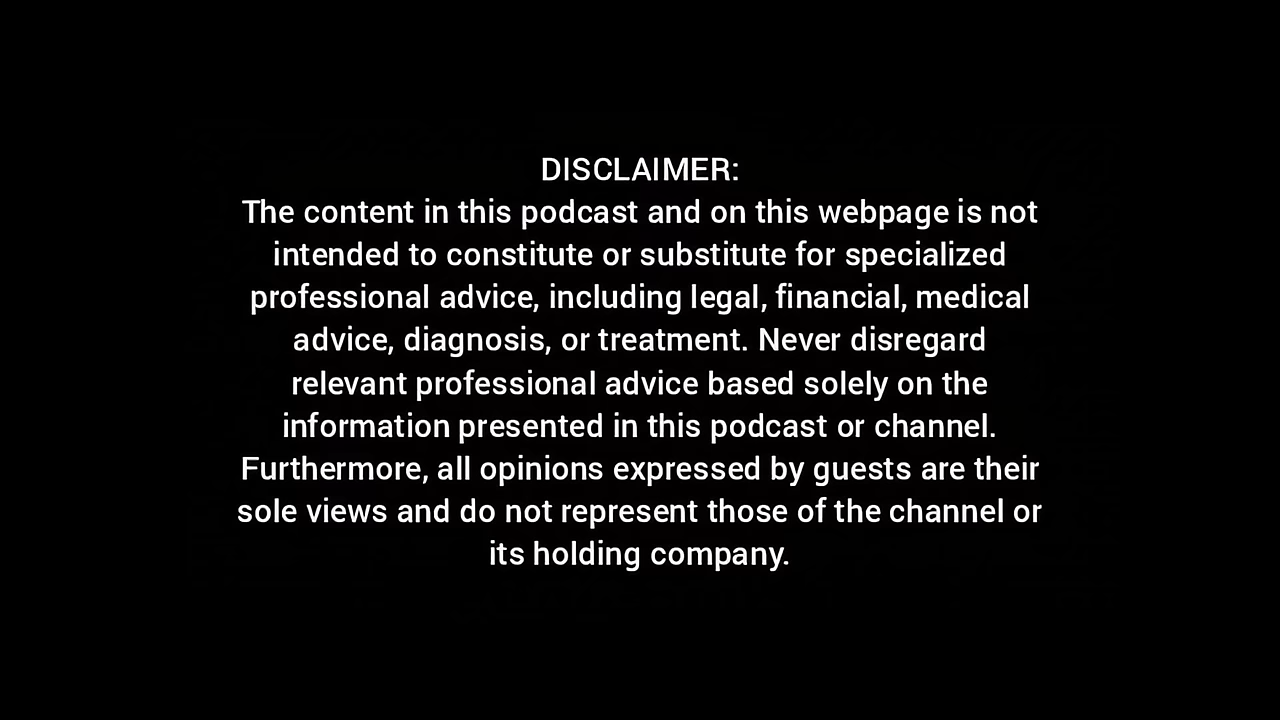 DISCLAIMER:
The content in this podcast and on this webpage is not
intended to constitute or substitute for specialized
professional advice, including legal, financial, medical
advice, diagnosis, or treatment. Never disregard
relevant professional advice based solely on the
information presented in this podcast or channel.
Furthermore, all opinions expressed by guests are their
sole views and do not represent those of the channel or
its holding company.